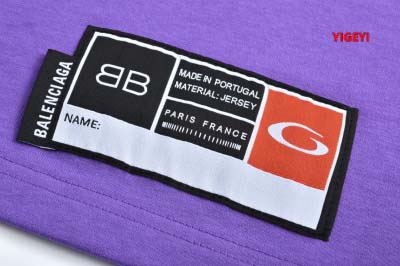 YIGEYI
BALENCIAGA
BB
MADE IN PORTUGAL
MATERIAL: JERSEY
PARIS FRANCE
G
NAME: